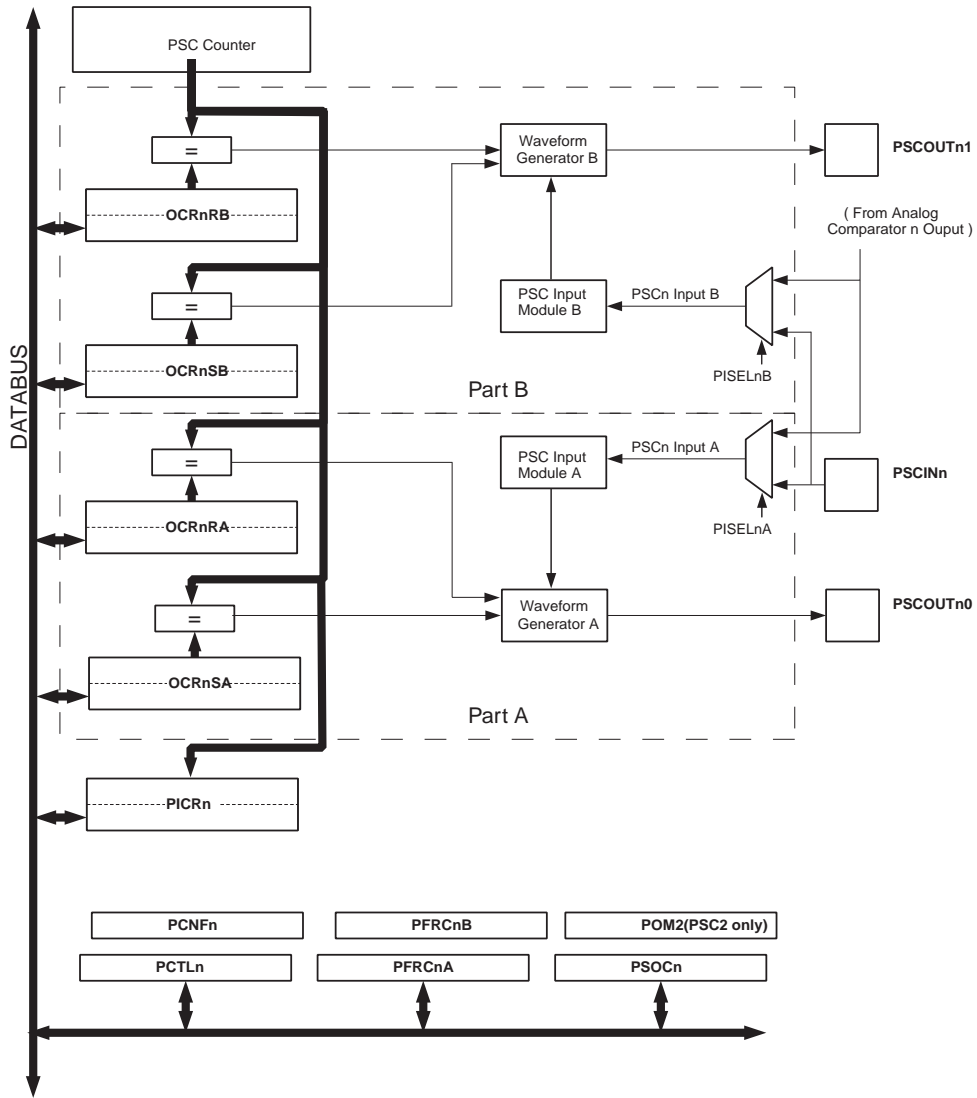 PSC Counter
=
Waveform
Generator B
PSCOUTn1
OCRnRB
( From Analog
Comparator n Ouput )
=
PSC Input
Module B
PSCn Input B
OCRnSB
PISELnB
Part B
DATABUS
=
PSC Input
Module A
PSCn Input A
PSCINn
OCRnRA
PISELnA
=
Waveform
Generator A
PSCOUTn0
OCRnSA
Part A
PICRn
PCNFn
PFRCnB
POM2(PSC2 only)
PCTLn
PFRCnA
PSOCn